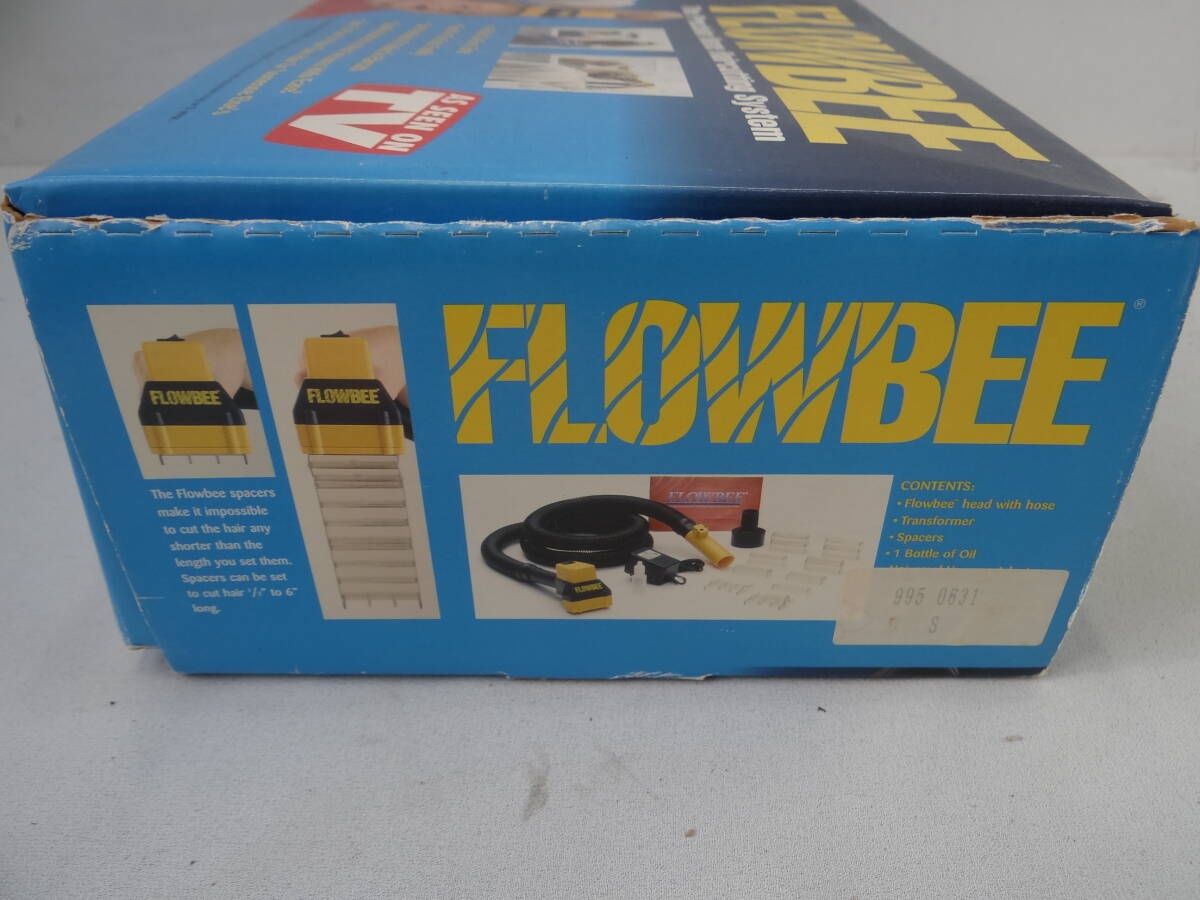 FLOWBEE
System
AS SEEN ON
TV
FLOWBEE®
FLOWBEE
FLOWBEE
The Flowbee spacers
make it impossible
to cut the hair any
shorter than the
length you set them.
Spacers can be set
to cut hair ½" to 6"
long.
FLOWBEE
FLOWBEE
CONTENTS:
• Flowbee™ head with hose
• Transformer
• Spacers
• 1 Bottle of Oil
995 0631
S